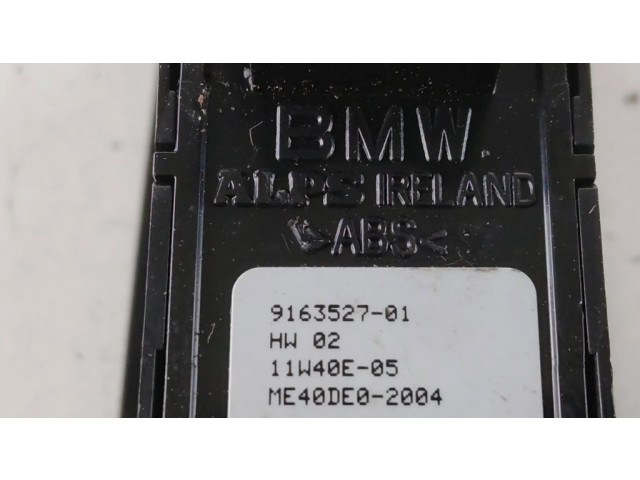 BMW
ALPS IRELAND
>ABS<
9163527-01
HW 02
11W40E-05
ME40DE0-2004